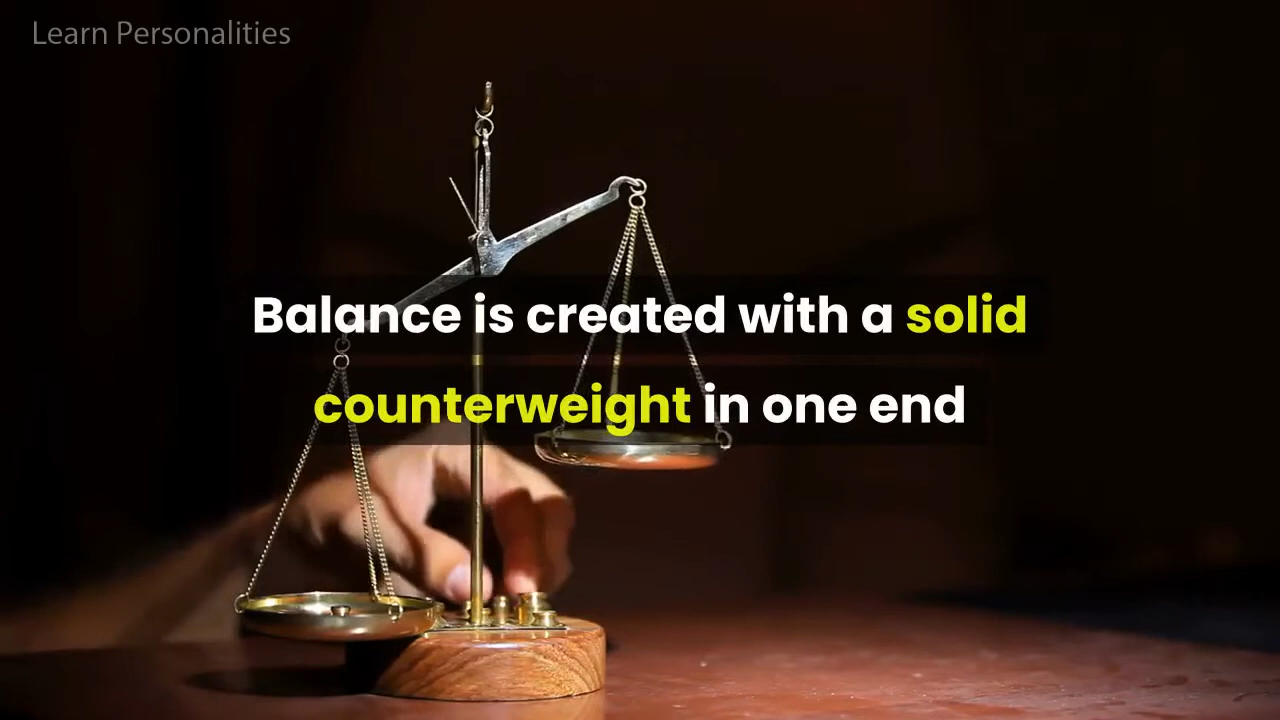 Learn Personalities
Balance is created with a solid
counterweight in one end